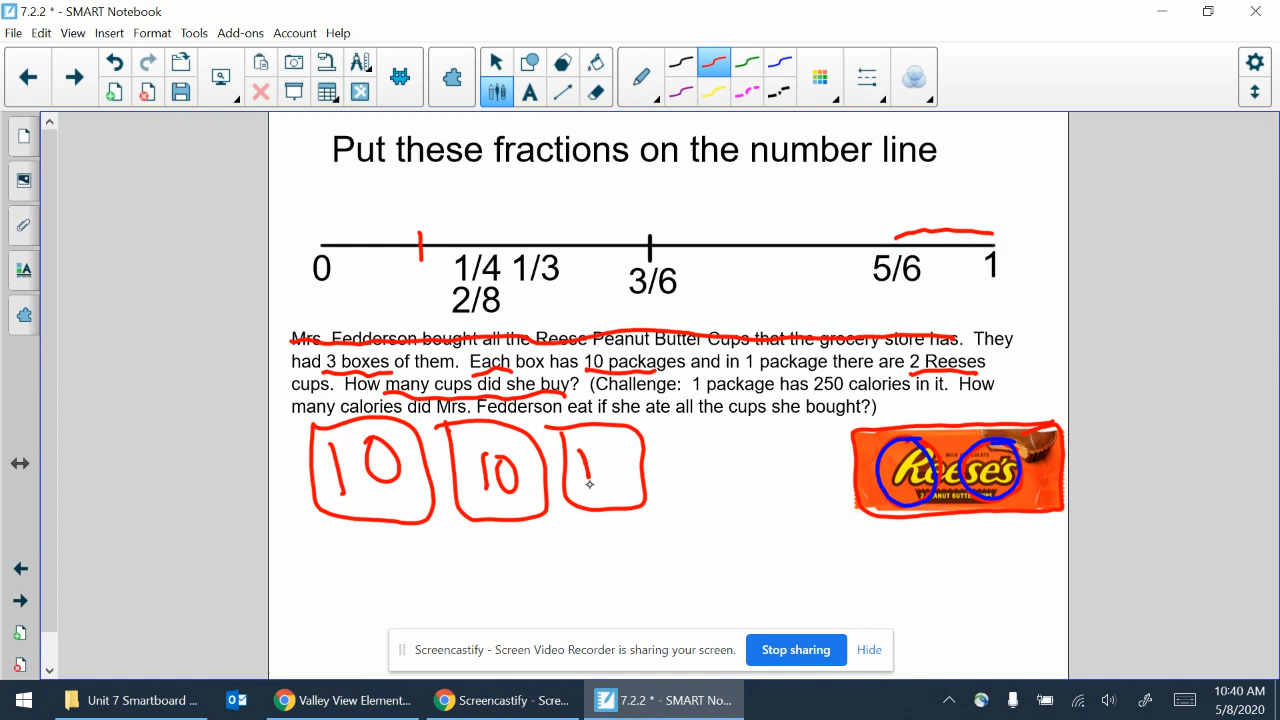 7.2.2 * - SMART Notebook
File Edit View Insert Format Tools Add-ons Account Help
Put these fractions on the number line
0 1/4 1/3 3/6 5/6 1
2/8
Mrs. Fedderson bought all the Reese Peanut Butter Cups that the grocery store has. They
had 3 boxes of them. Each box has 10 packages and in 1 package there are 2 Reeses
cups. How many cups did she buy? (Challenge: 1 package has 250 calories in it. How
many calories did Mrs. Fedderson eat if she ate all the cups she bought?)
10 10 1
MILK CHOCOLATE
Reese's
2 PEANUT BUTTER CUPS
Screencastify - Screen Video Recorder is sharing your screen. Stop sharing Hide
Unit 7 Smartboard ... Valley View Element... Screencastify - Scre... 7.2.2 * - SMART No...
10:40 AM
5/8/2020